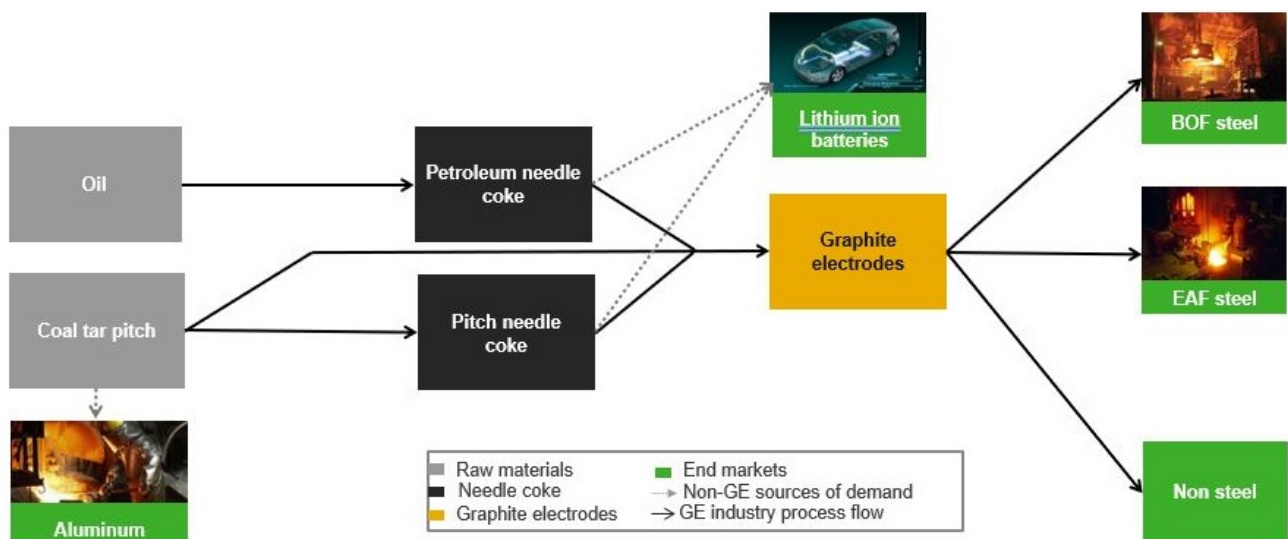 Lithium ion
batteries
BOF steel
Oil
Petroleum needle
coke
Graphite
electrodes
EAF steel
Coal tar pitch
Pitch needle
coke
Aluminum
Raw materials
Needle coke
Graphite electrodes
End markets
Non-GE sources of demand
GE industry process flow
Non steel